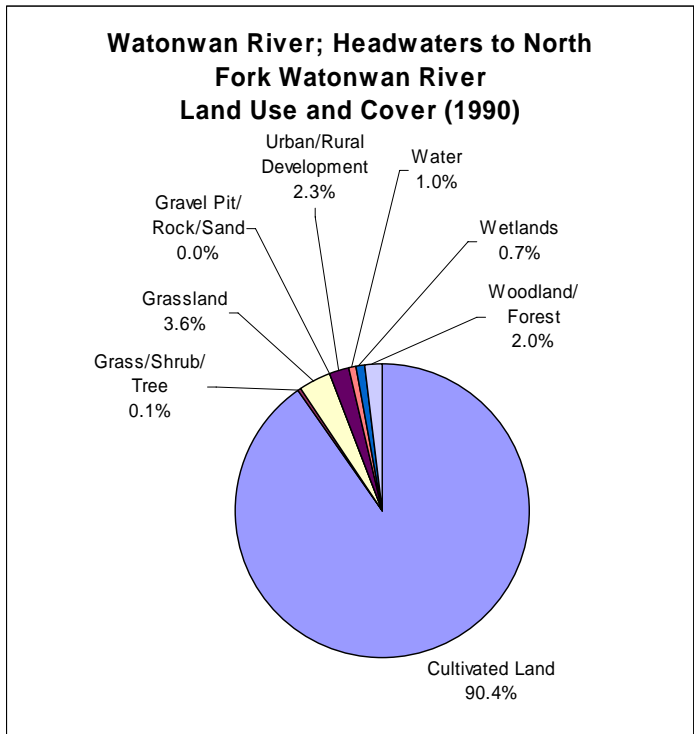 Watonwan River; Headwaters to North
Fork Watonwan River
Land Use and Cover (1990)
Urban/Rural
Development
2.3%
Water
1.0%
Gravel Pit/
Rock/Sand
0.0%
Wetlands
0.7%
Grassland
3.6%
Woodland/
Forest
2.0%
Grass/Shrub/
Tree
0.1%
Cultivated Land
90.4%